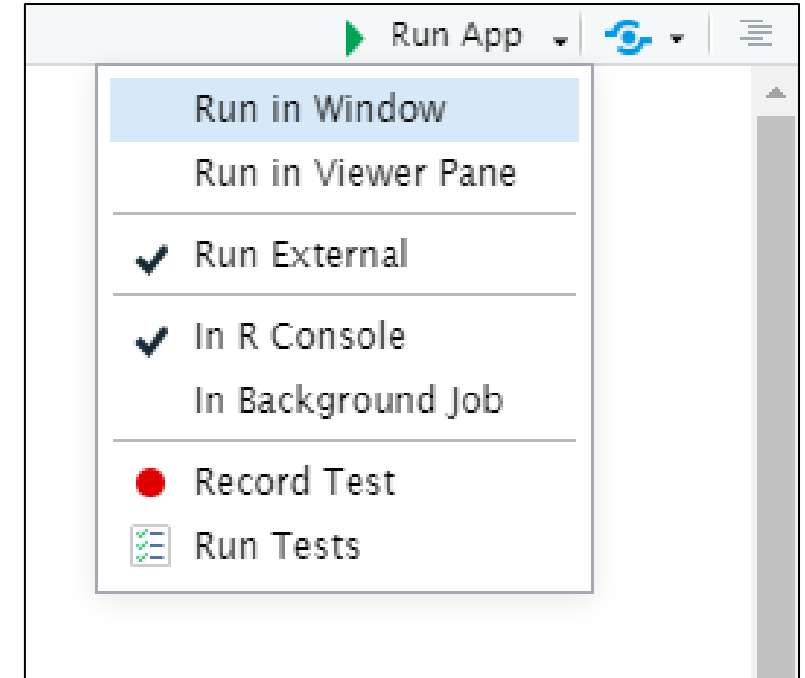 Run App
Run in Window
Run in Viewer Pane
Run External
In R Console
In Background Job
Record Test
Run Tests